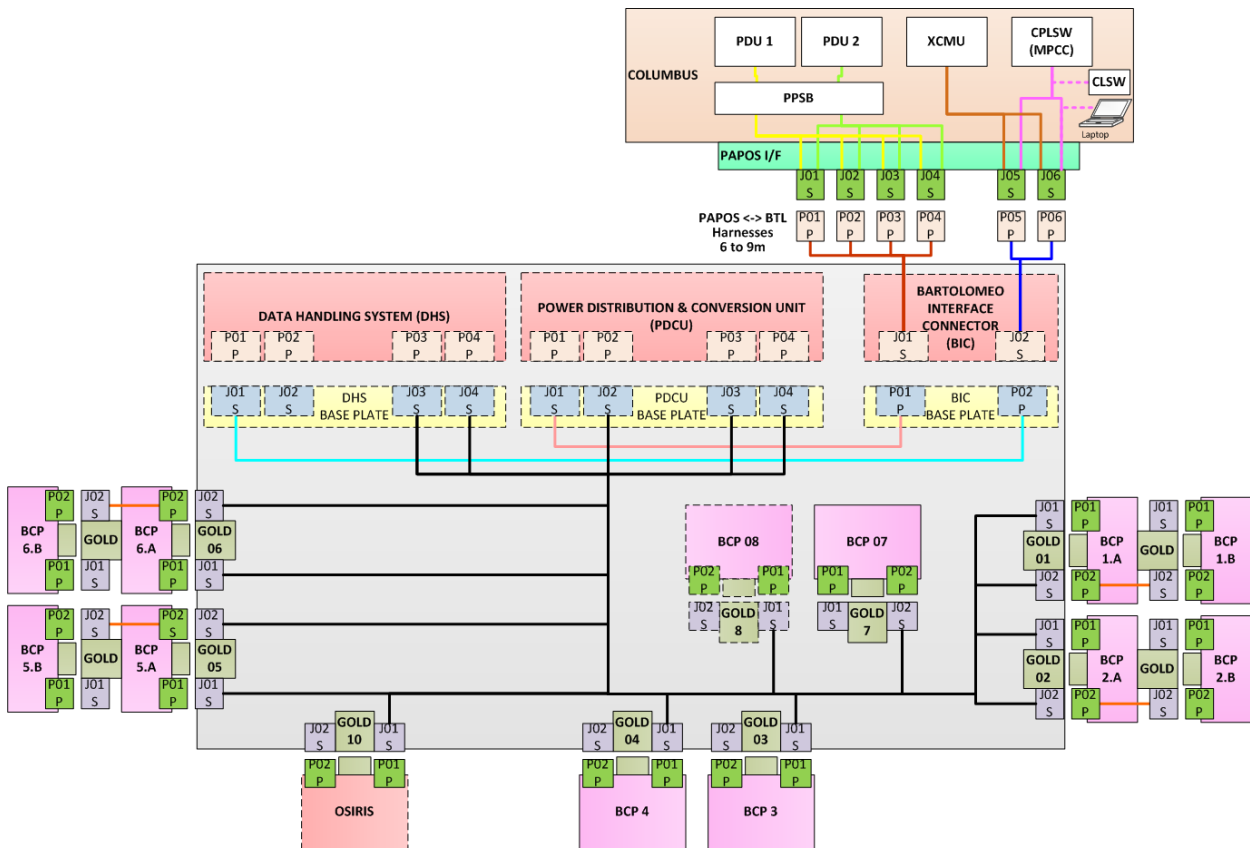 PDU 1
PDU 2
XCMU
CPLSW
(MPCC)
COLUMBUS
CLSW
PPSB
Laptop
PAPOS I/F
J01
S
J02
S
J03
S
J04
S
J05
S
J06
S
PAPOS <-> BTL
Harnesses
6 to 9m
P01
P
P02
P
P03
P
P04
P
P05
P
P06
P
DATA HANDLING SYSTEM (DHS)
P01
P
P02
P
P03
P
P04
P
POWER DISTRIBUTION & CONVERSION UNIT
(PDCU)
P01
P
P02
P
P03
P
P04
P
BARTOLOMEO
INTERFACE
CONNECTOR
(BIC)
J01
S
J02
S
J01
S
J02
S
DHS
BASE PLATE
J03
S
J04
S
J01
S
J02
S
PDCU
BASE PLATE
J03
S
J04
S
P01
P
BIC
BASE PLATE
P02
P
BCP
6.B
P02
P
P01
P
J02
S
GOLD
J01
S
BCP
6.A
P02
P
P01
P
J02
S
GOLD
06
J01
S
BCP
5.B
P02
P
P01
P
J02
S
GOLD
J01
S
BCP
5.A
P02
S
P01
P
J02
S
GOLD
05
J01
S
BCP 08
P02
P
P01
P
J02
S
GOLD
8
J01
S
BCP 07
P01
P
P02
P
J01
S
GOLD
7
J02
S
J01
S
GOLD
01
J02
S
P01
P
BCP
1.A
P02
P
J01
S
GOLD
J02
S
P01
P
BCP
1.B
P02
P
J01
S
GOLD
02
J02
S
P01
P
BCP
2.A
P02
P
J01
S
GOLD
J02
S
P01
P
BCP
2.B
P02
P
J02
S
GOLD
10
J01
S
P02
P
P01
P
OSIRIS
J02
S
GOLD
04
J01
S
P02
P
P01
P
BCP 4
J02
S
GOLD
03
J01
S
P02
P
P01
P
BCP 3